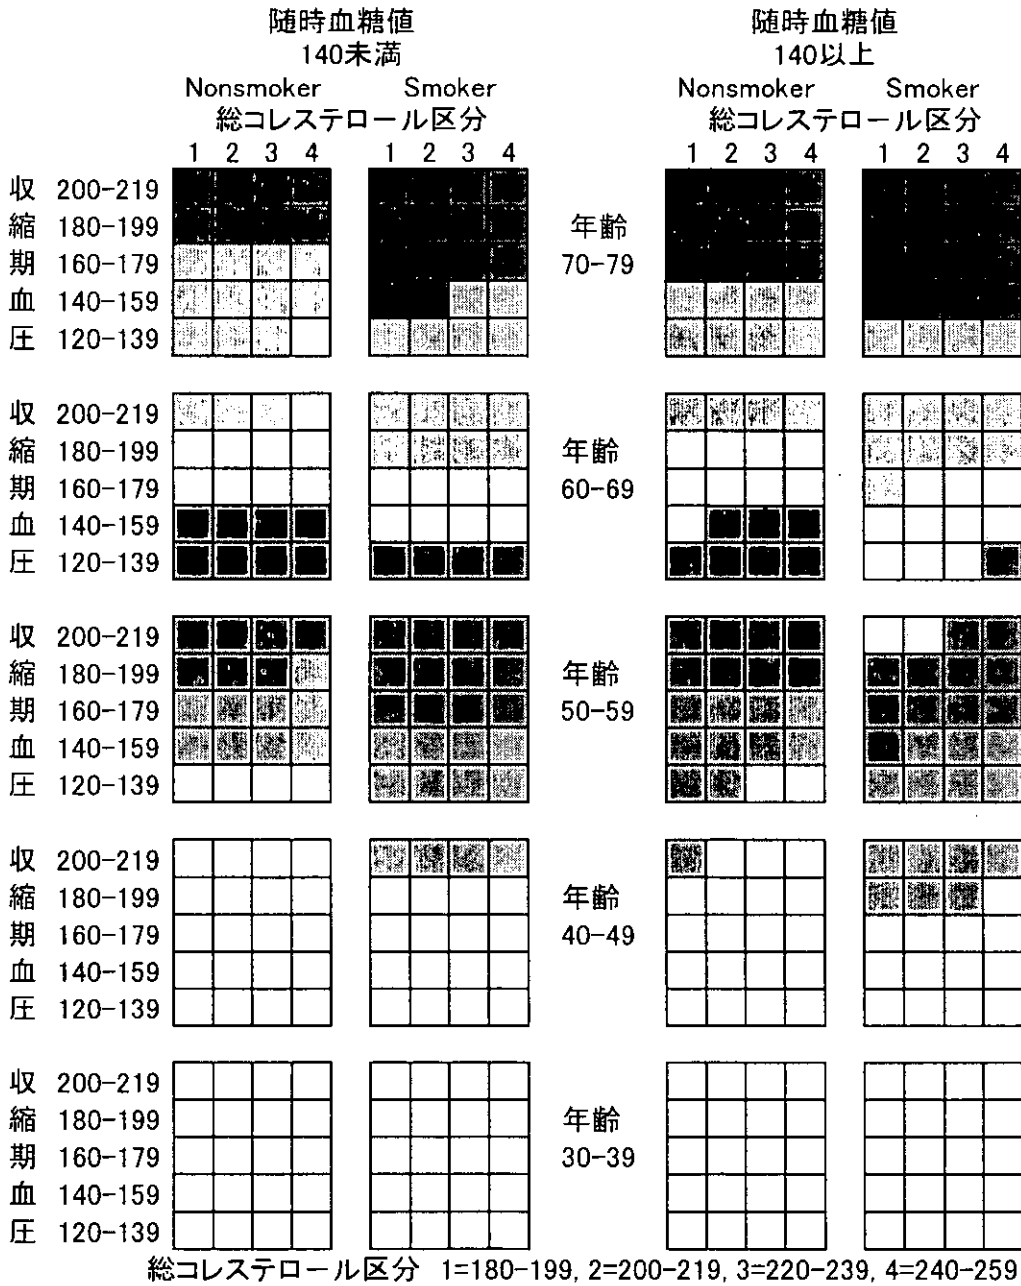 随時血糖値 随時血糖値
140未満 140以上
Nonsmoker Smoker Nonsmoker Smoker
総コレステロール区分 総コレステロール区分
1 2 3 4 1 2 3 4 1 2 3 4 1 2 3 4
収 200-219
縮 180-199 年齢
期 160-179 70-79
血 140-159
圧 120-139
収 200-219
縮 180-199 年齢
期 160-179 60-69
血 140-159
圧 120-139
収 200-219
縮 180-199 年齢
期 160-179 50-59
血 140-159
圧 120-139
収 200-219
縮 180-199 年齢
期 160-179 40-49
血 140-159
圧 120-139
収 200-219
縮 180-199 年齢
期 160-179 30-39
血 140-159
圧 120-139
総コレステロール区分 1=180-199, 2=200-219, 3=220-239, 4=240-259